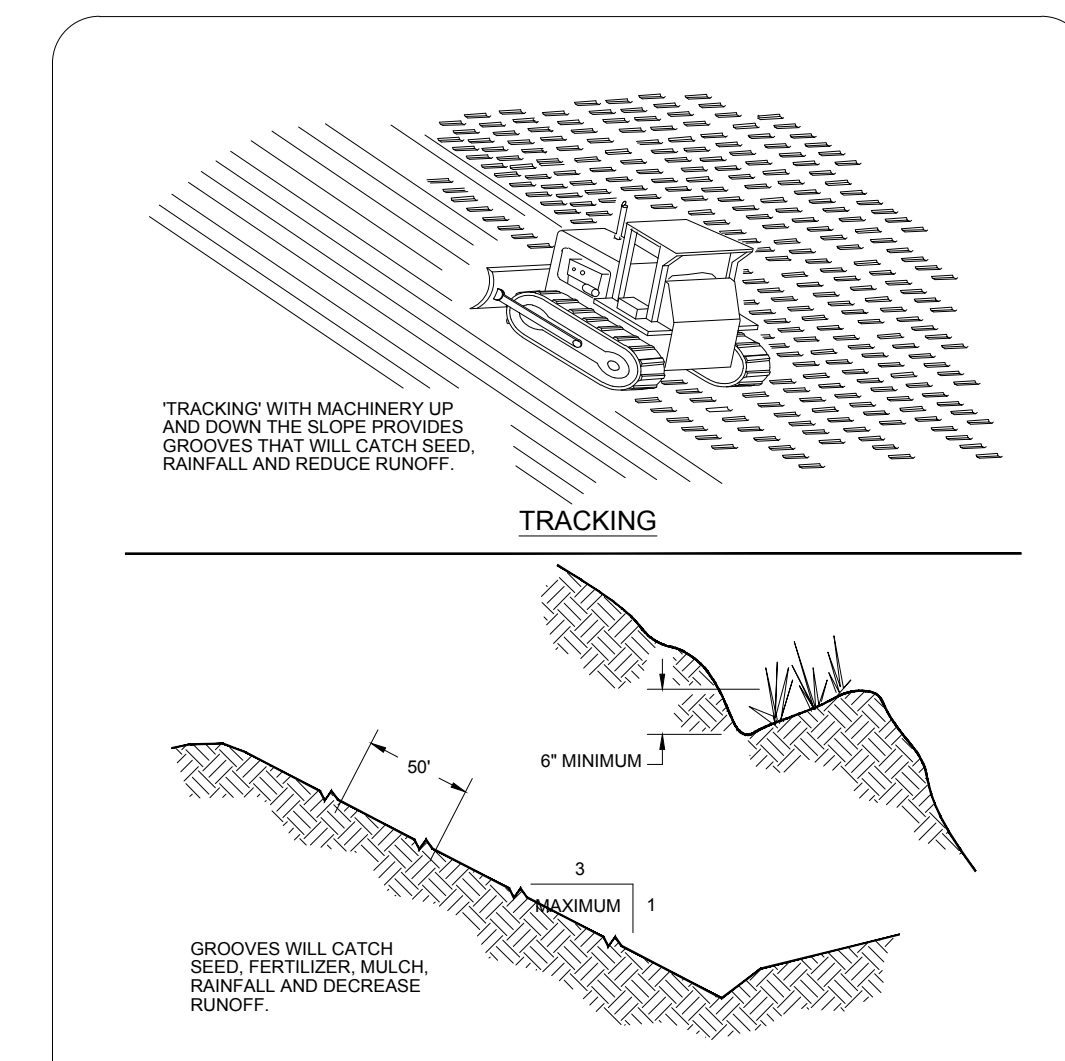 'TRACKING' WITH MACHINERY UP
AND DOWN THE SLOPE PROVIDES
GROOVES THAT WILL CATCH SEED,
RAINFALL AND REDUCE RUNOFF.
TRACKING
6" MINIMUM
50'
3
MAXIMUM 1
GROOVES WILL CATCH
SEED, FERTILIZER, MULCH,
RAINFALL AND DECREASE
RUNOFF.